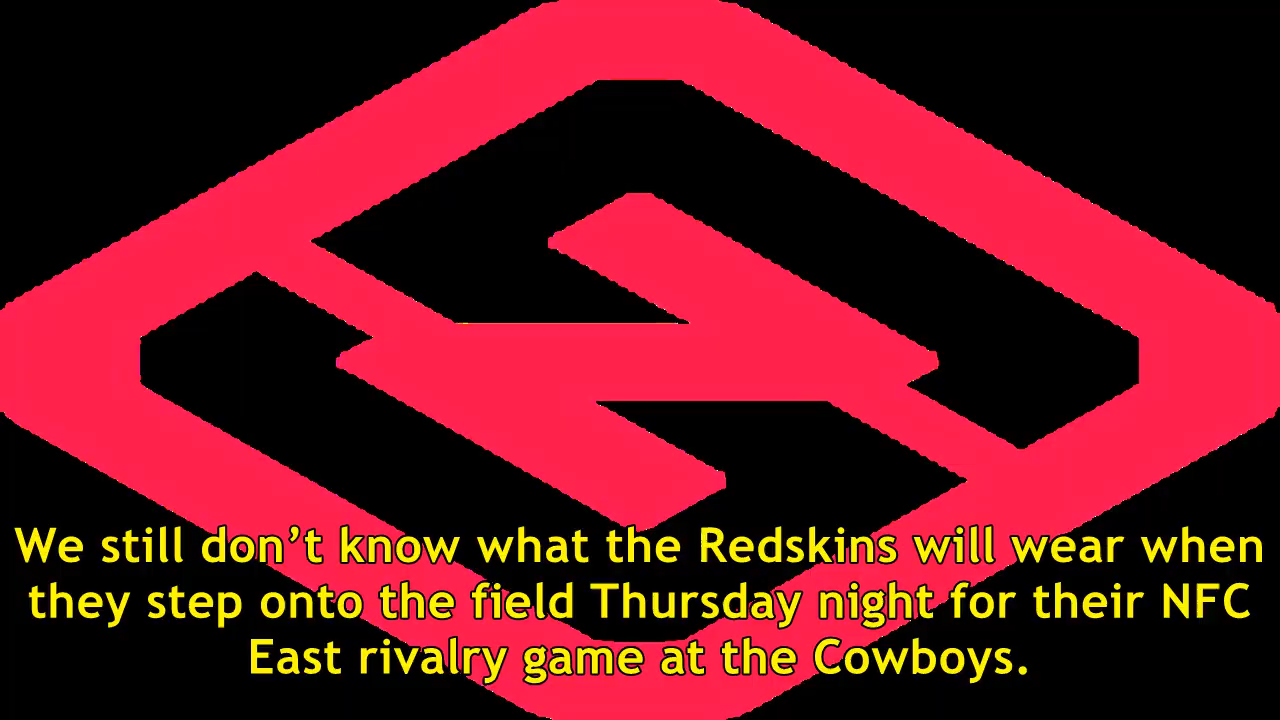 We still don’t know what the Redskins will wear when
they step onto the field Thursday night for their NFC
East rivalry game at the Cowboys.